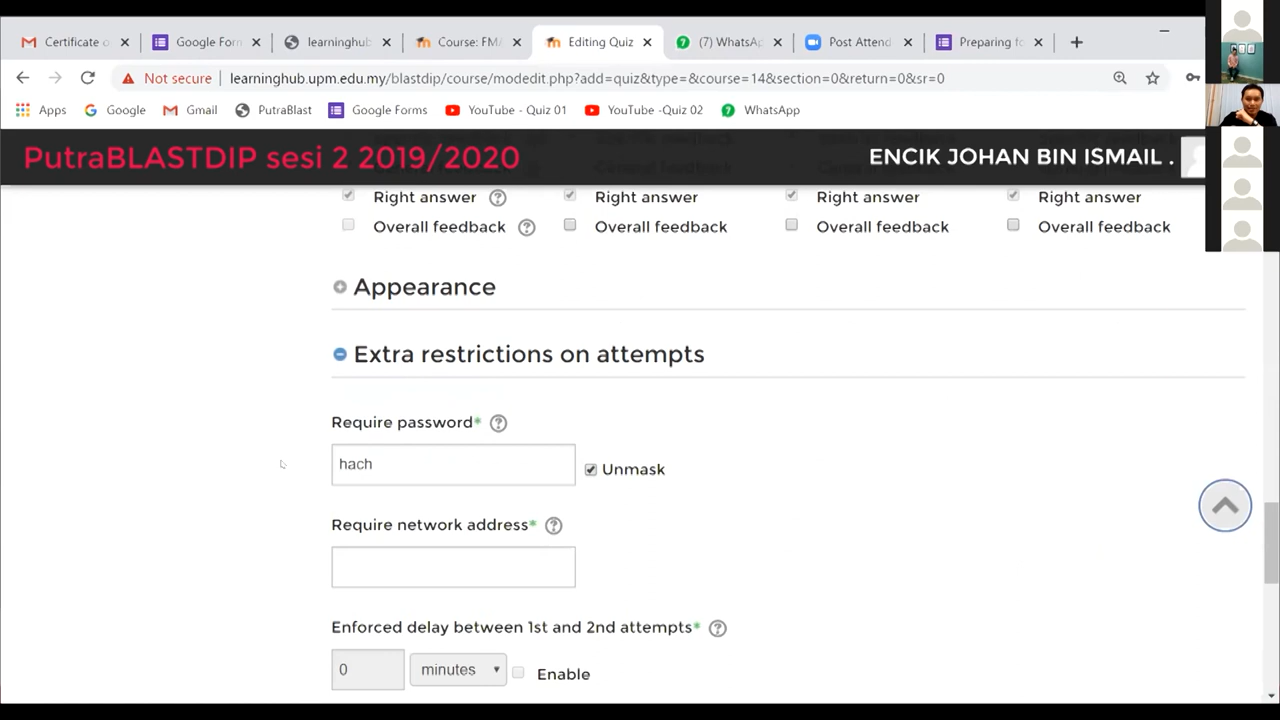 Certificate o
Google For
learninghub
Course: FM/
Editing Quiz
(7) WhatsAp
Post Attend
Preparing fo
Not secure
learninghub.upm.edu.my/blastdip/course/modedit.php?add=quiz&type=&course=14&section=0&return=0&sr=0
Apps
Google
Gmail
PutraBlast
Google Forms
YouTube - Quiz 01
YouTube -Quiz 02
WhatsApp
PutraBLASTDIP sesi 2 2019/2020
ENCIK JOHAN BIN ISMAIL .
Right answer
Right answer
Right answer
Right answer
Overall feedback
Overall feedback
Overall feedback
Overall feedback
Appearance
Extra restrictions on attempts
Require password*
hach
Unmask
Require network address*
Enforced delay between 1st and 2nd attempts*
0
minutes
Enable